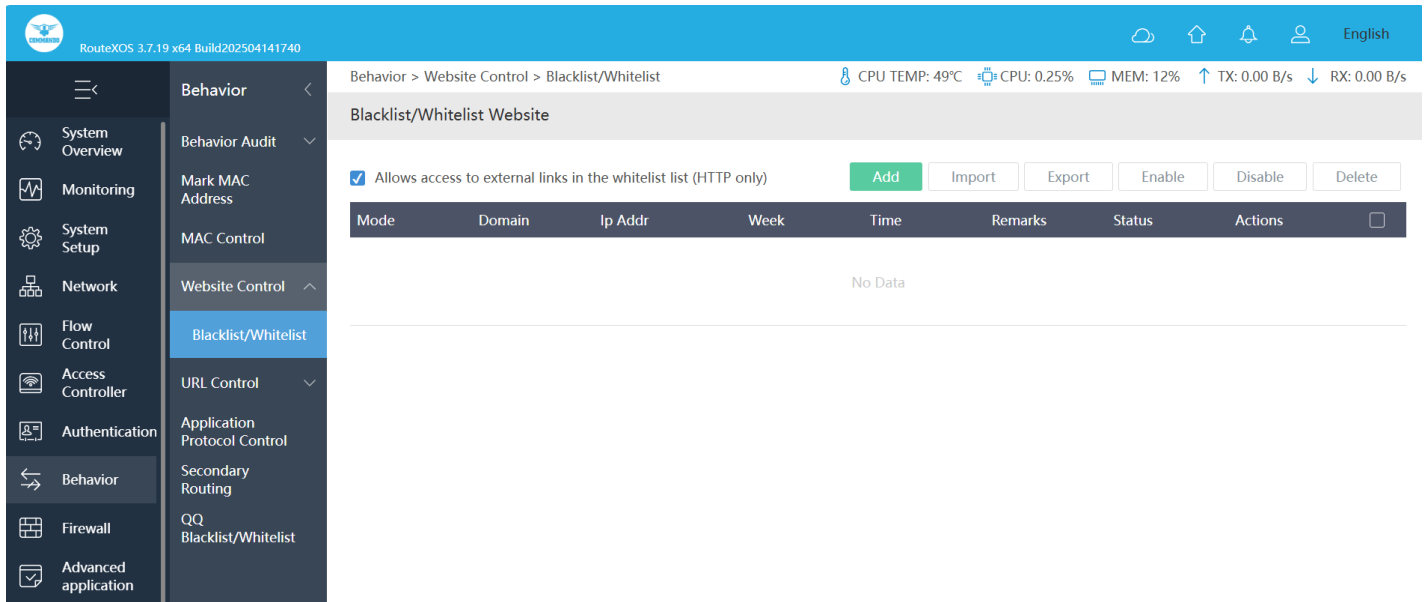 COMMANDO
RouteXOS 3.7.19 x64 Build202504141740
English
System
Overview
Monitoring
System
Setup
Network
Flow
Control
Access
Controller
Authentication
Behavior
Firewall
Advanced
application
Behavior
Behavior Audit
Mark MAC
Address
MAC Control
Website Control
Blacklist/Whitelist
URL Control
Application
Protocol Control
Secondary
Routing
QQ
Blacklist/Whitelist
Behavior > Website Control > Blacklist/Whitelist
CPU TEMP: 49℃ CPU: 0.25% MEM: 12% TX: 0.00 B/s RX: 0.00 B/s
Blacklist/Whitelist Website
Allows access to external links in the whitelist list (HTTP only) Add Import Export Enable Disable Delete
Mode Domain Ip Addr Week Time Remarks Status Actions
No Data